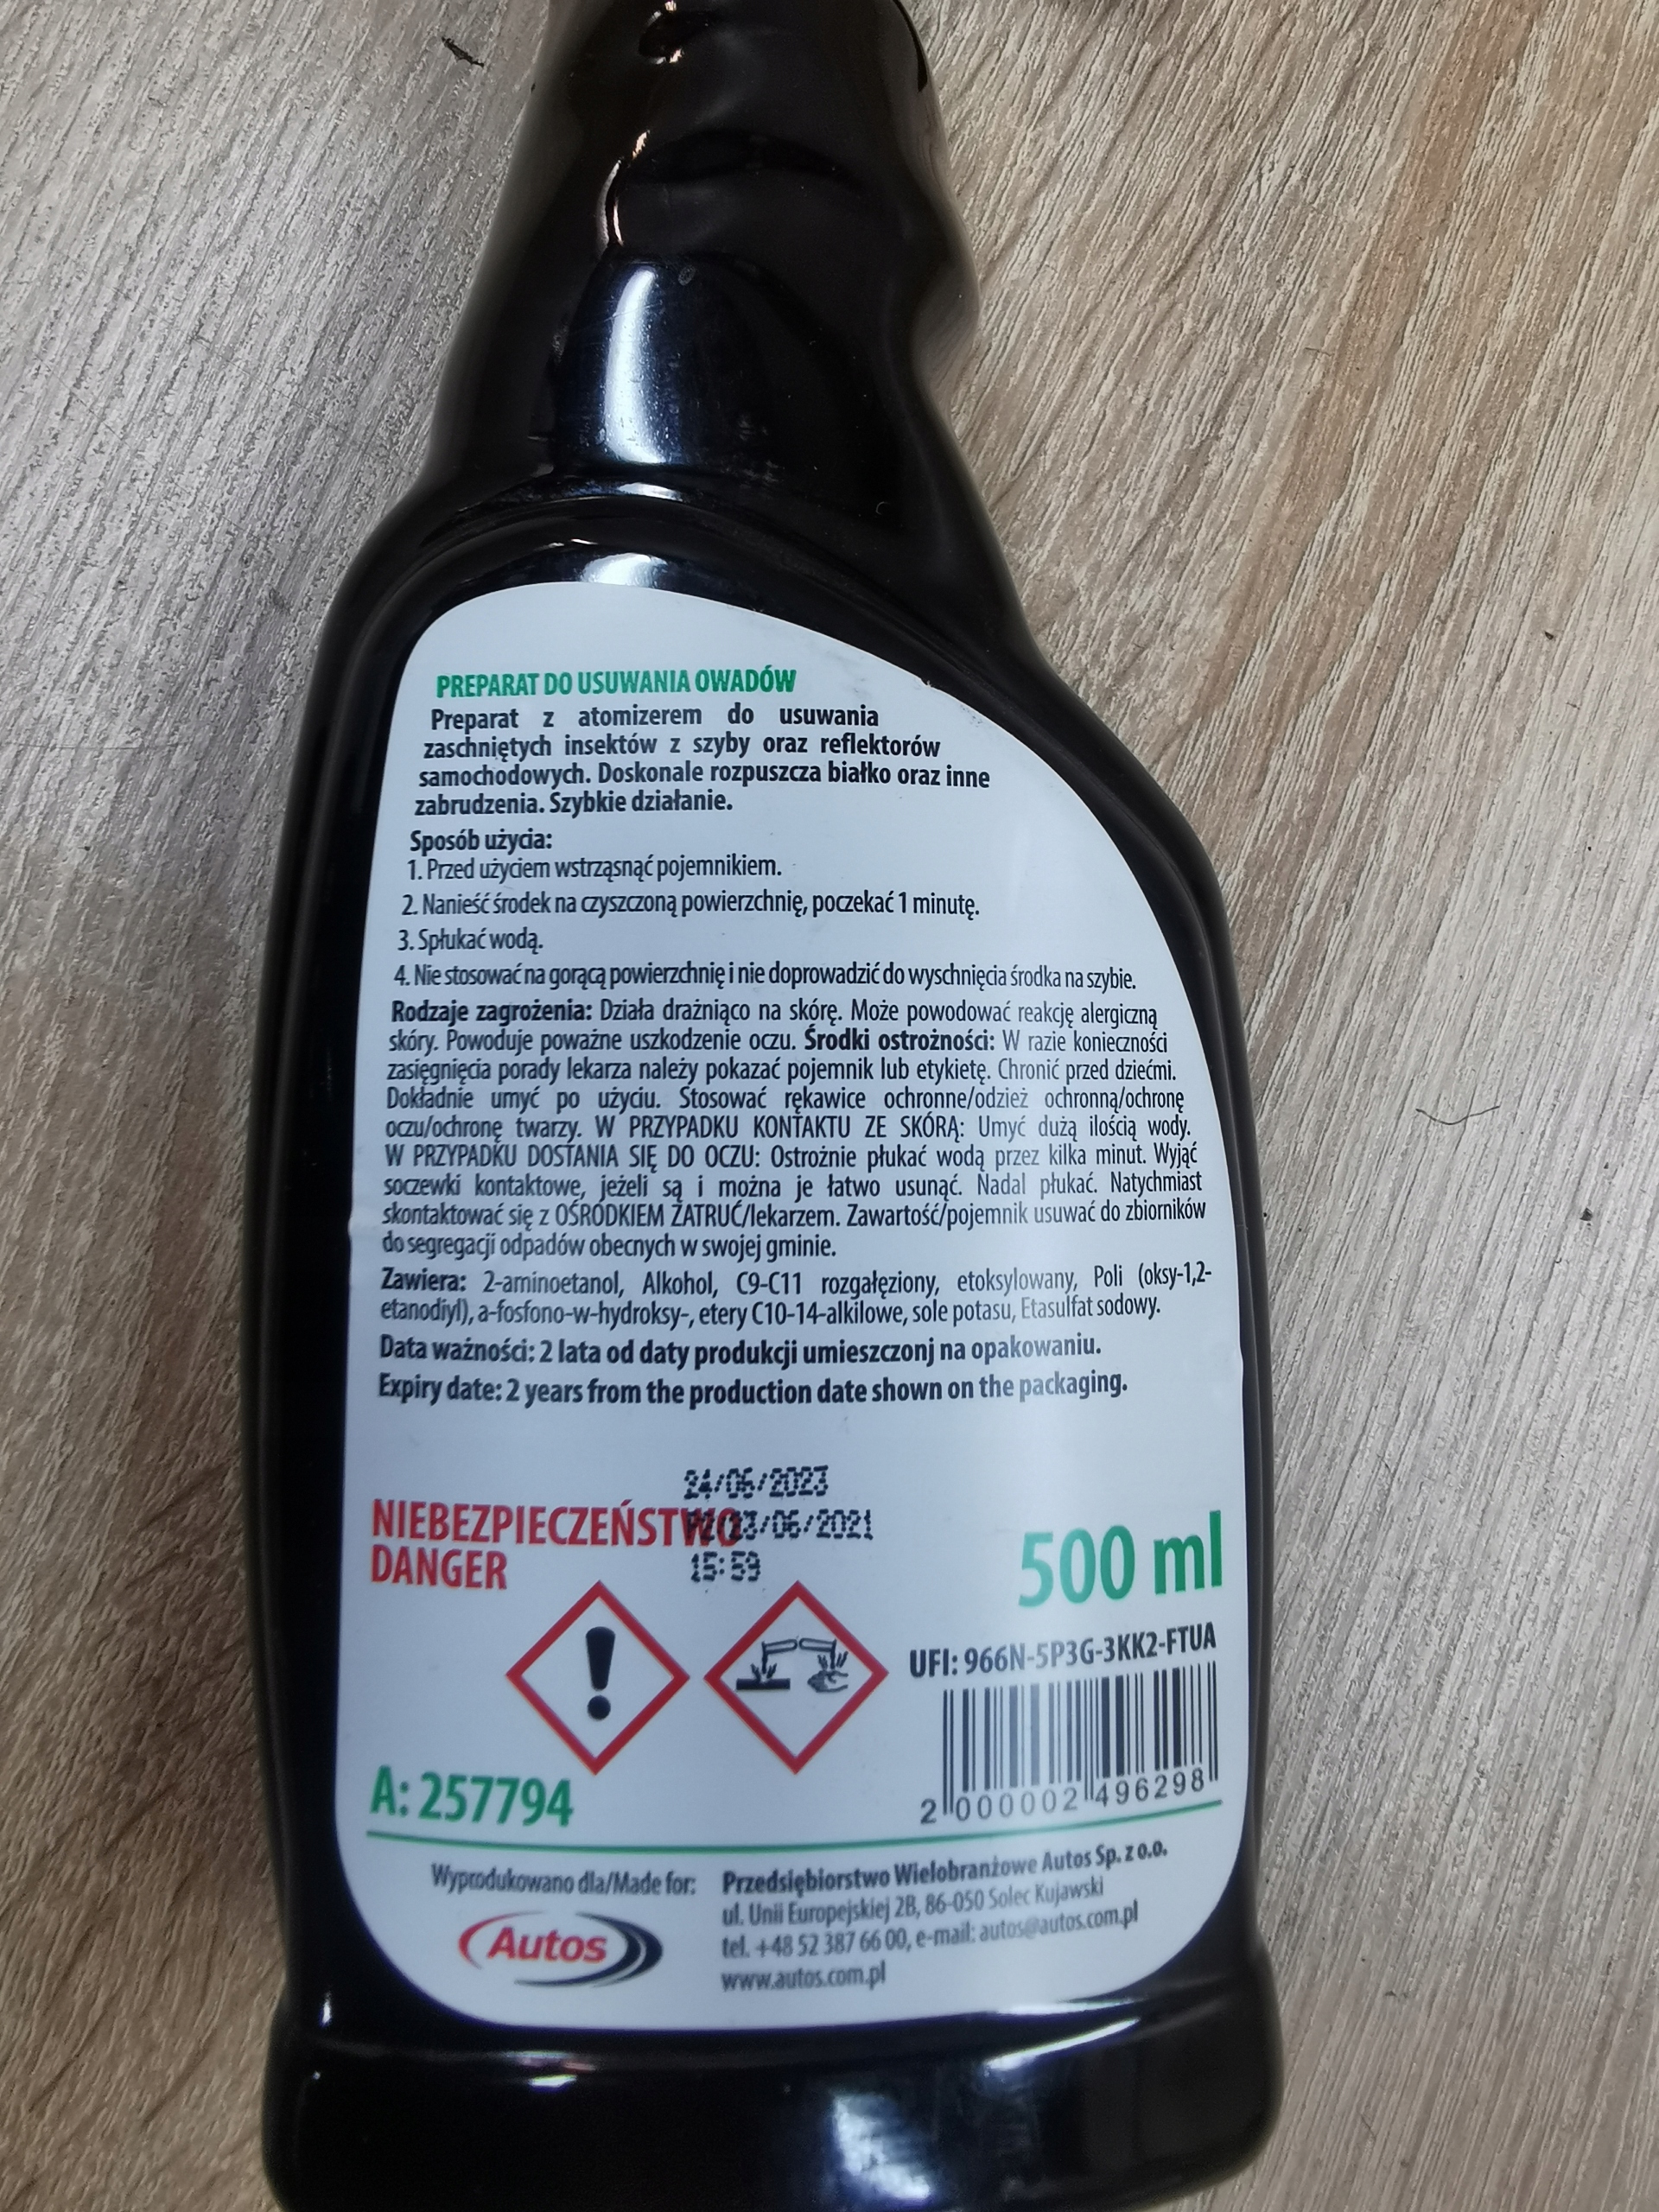 PREPARAT DO USUWANIA OWADÓW
Preparat z atomizerem do usuwania
zaschniętych insektów z szyby oraz reflektorów
samochodowych. Doskonale rozpuszcza białko oraz inne
zabrudzenia. Szybkie działanie.
Sposób użycia:
1. Przed użyciem wstrząsnąć pojemnikiem.
2. Nanieść środek na czyszczoną powierzchnię, poczekać 1 minutę.
3. Spłukać wodą.
4. Nie stosować na gorącą powierzchnię i nie doprowadzić do wyschnięcia środka na szybie.
Rodzaje zagrożenia: Działa drażniąco na skórę. Może powodować reakcję alergiczną
skóry. Powoduje poważne uszkodzenie oczu. Środki ostrożności: W razie konieczności
zasięgnięcia porady lekarza należy pokazać pojemnik lub etykietę. Chronić przed dziećmi.
Dokładnie umyć po użyciu. Stosować rękawice ochronne/odzież ochronną/ochronę
oczu/ochronę twarzy. W PRZYPADKU KONTAKTU ZE SKÓRĄ: Umyć dużą ilością wody.
W PRZYPADKU DOSTANIA SIĘ DO OCZU: Ostrożnie płukać wodą przez kilka minut. Wyjąć
soczewki kontaktowe, jeżeli są i można je łatwo usunąć. Nadal płukać. Natychmiast
skontaktować się z OŚRODKIEM ZATRUĆ/lekarzem. Zawartość/pojemnik usuwać do zbiorników
do segregacji odpadów obecnych w swojej gminie.
Zawiera: 2-aminoetanol, Alkohol, C9-C11 rozgałęziony, etoksylowany, Poli (oksy-1,2-
etanodiyl), a-fosfono-w-hydroksy-, etery C10-14-alkilowe, sole potasu, Etasulfat sodowy.
Data ważności: 2 lata od daty produkcji umieszczonj na opakowaniu.
Expiry date: 2 years from the production date shown on the packaging.
24/06/2023
NIEBEZPIECZEŃSTWO 23/06/2021
DANGER 15:59
500 ml
UFI: 966N-5P3G-3KK2-FTUA
2 000002 496298
A: 257794
Wyprodukowano dla/Made for:
Autos
Przedsiębiorstwo Wielobranżowe Autos Sp. z o.o.
ul. Unii Europejskiej 2B, 86-050 Solec Kujawski
tel. +48 52 387 66 00, e-mail: autos@autos.com.pl
www.autos.com.pl